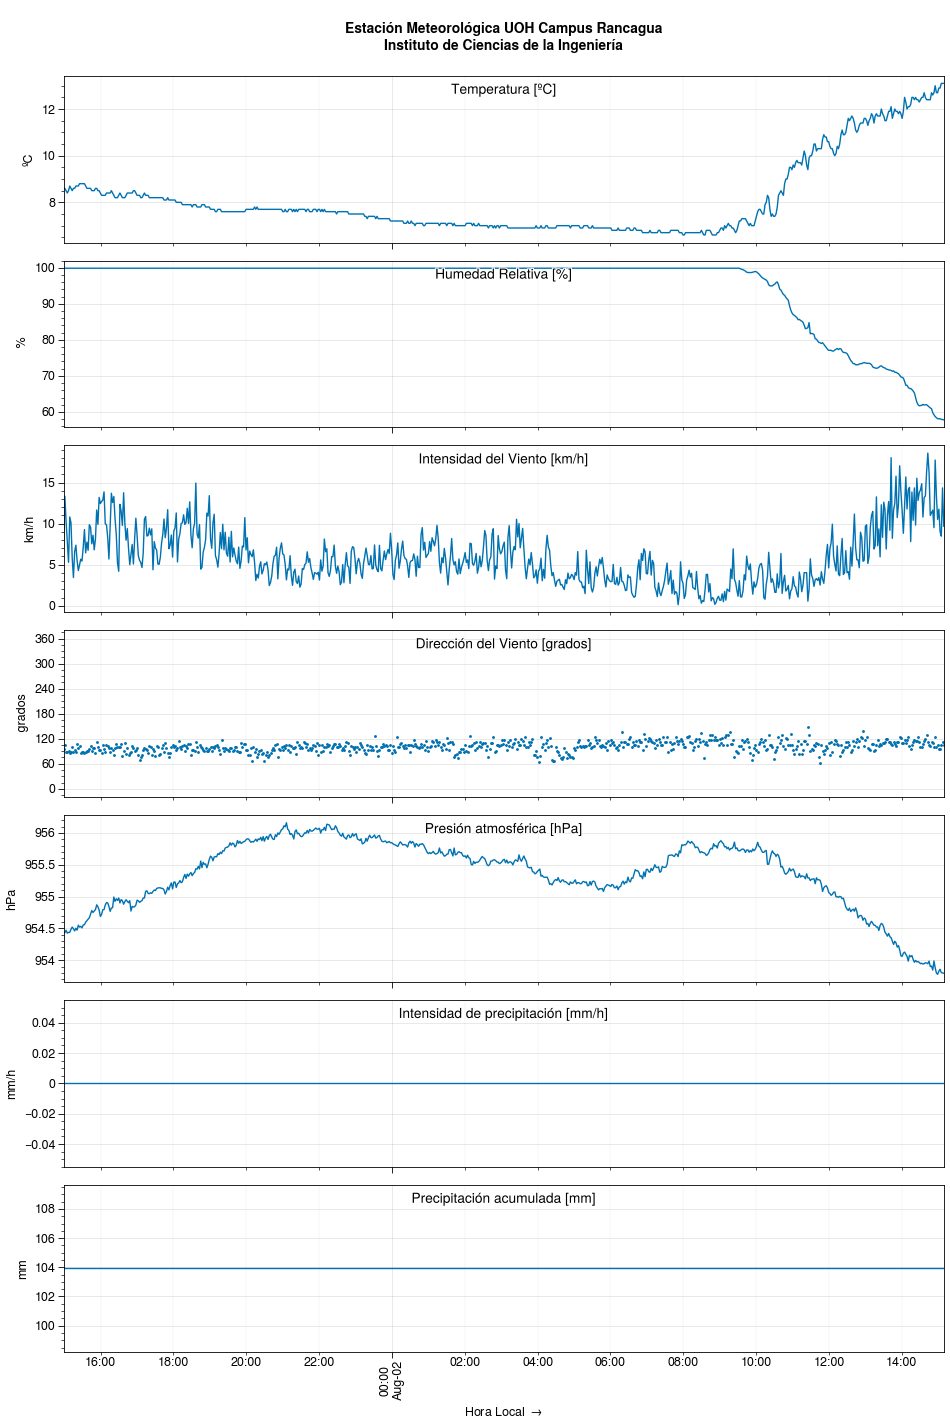 Estación Meteorológica UOH Campus Rancagua
Instituto de Ciencias de la Ingeniería
Temperatura [ºC]
ºC
12
10
8
Humedad Relativa [%]
%
100
90
80
70
60
Intensidad del Viento [km/h]
km/h
15
10
5
0
Dirección del Viento [grados]
grados
360
300
240
180
120
60
0
Presión atmosférica [hPa]
hPa
956
955.5
955
954.5
954
Intensidad de precipitación [mm/h]
mm/h
0.04
0.02
0
−0.02
−0.04
Precipitación acumulada [mm]
mm
108
106
104
102
100
16:00 18:00 20:00 22:00 00:00 02:00 04:00 06:00 08:00 10:00 12:00 14:00
Aug-02
Hora Local →